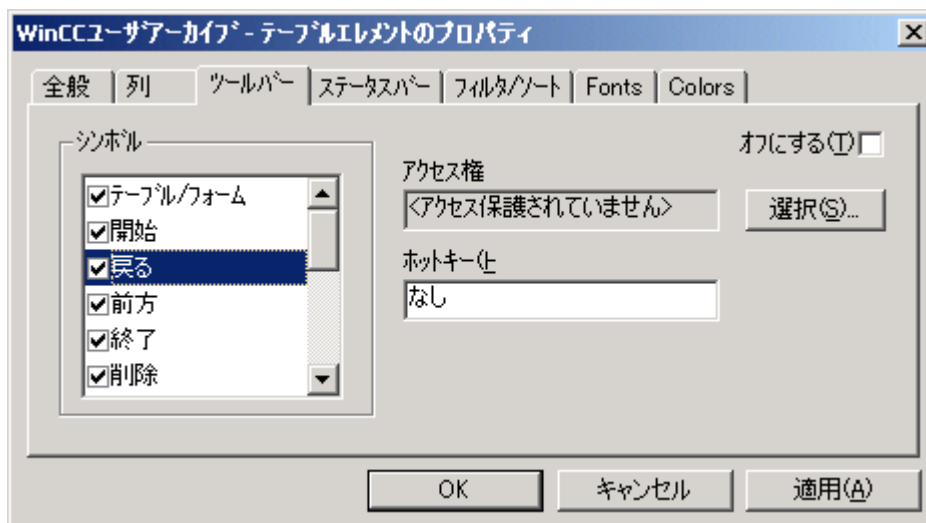 WinCCユーザアーカイブ - テーブルエレメントのプロパティ
全般 列 ツールバー ステータスバー フィルタ/ソート Fonts Colors
シンボル
オフにする(T)
テーブル/フォーム
開始
戻る
前方
終了
削除
アクセス権
<アクセス保護されていません>
選択(S)...
ホットキー(上
なし
OK キャンセル 適用(A)